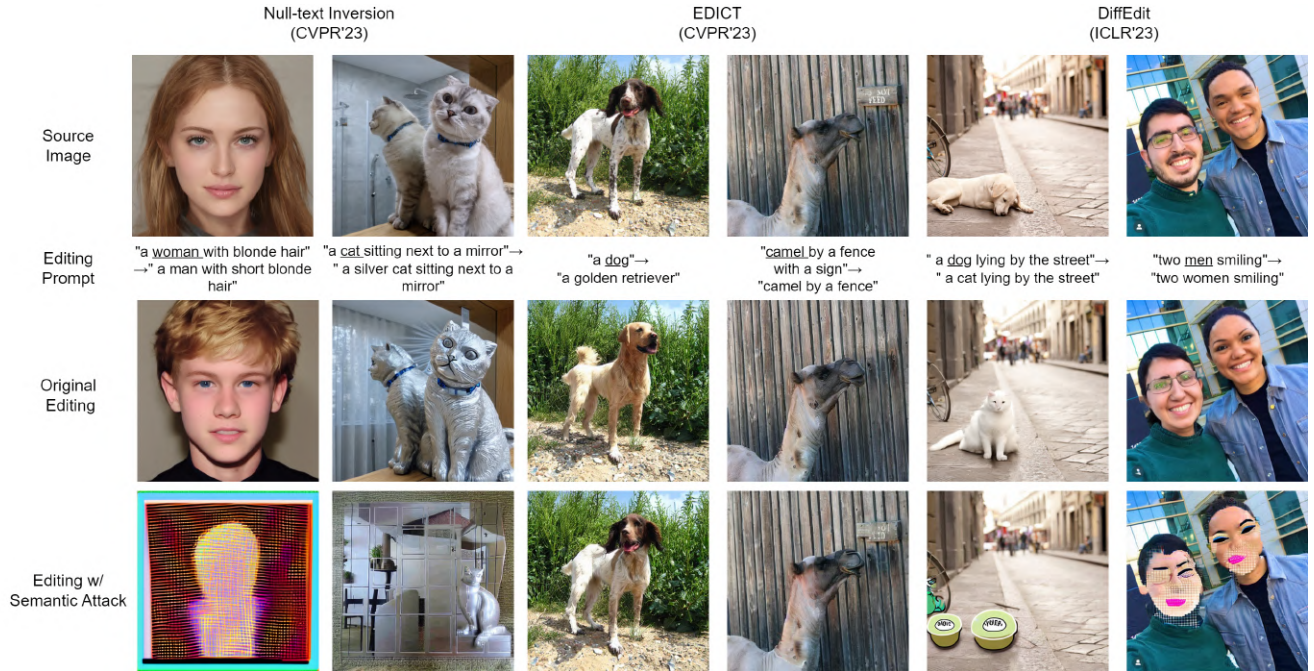 Null-text Inversion
(CVPR'23)
EDICT
(CVPR'23)
DiffEdit
(ICLR'23)
Source
Image
Editing
Prompt
"a woman with blonde hair"
→" a man with short blonde
hair"
"a cat sitting next to a mirror"→
" a silver cat sitting next to a
mirror"
"a dog"→
"a golden retriever"
"camel by a fence
with a sign"→
"camel by a fence"
" a dog lying by the street"→
" a cat lying by the street"
"two men smiling"→
"two women smiling"
Original
Editing
Editing w/
Semantic Attack